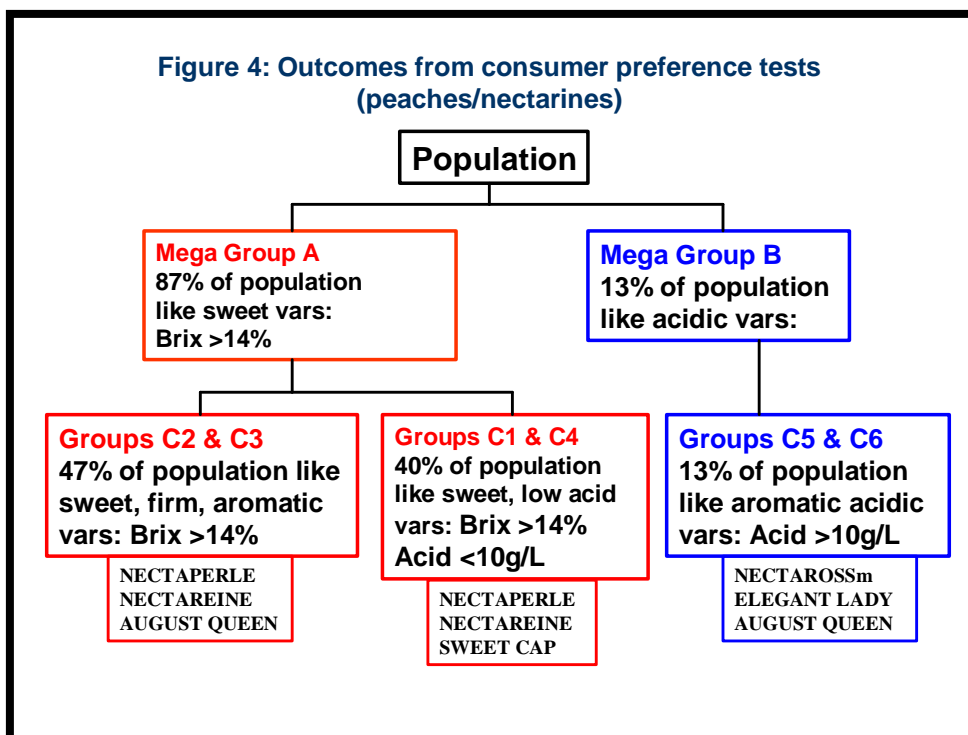 Figure 4: Outcomes from consumer preference tests
(peaches/nectarines)
Population
Mega Group A
87% of population
like sweet vars:
Brix >14%
Mega Group B
13% of population
like acidic vars:
Groups C2 & C3
47% of population like
sweet, firm, aromatic
vars: Brix >14%
NECTAPERLE
NECTAREINE
AUGUST QUEEN
Groups C1 & C4
40% of population
like sweet, low acid
vars: Brix >14%
Acid <10g/L
NECTAPERLE
NECTAREINE
SWEET CAP
Groups C5 & C6
13% of population
like aromatic acidic
vars: Acid >10g/L
NECTAROSSm
ELEGANT LADY
AUGUST QUEEN